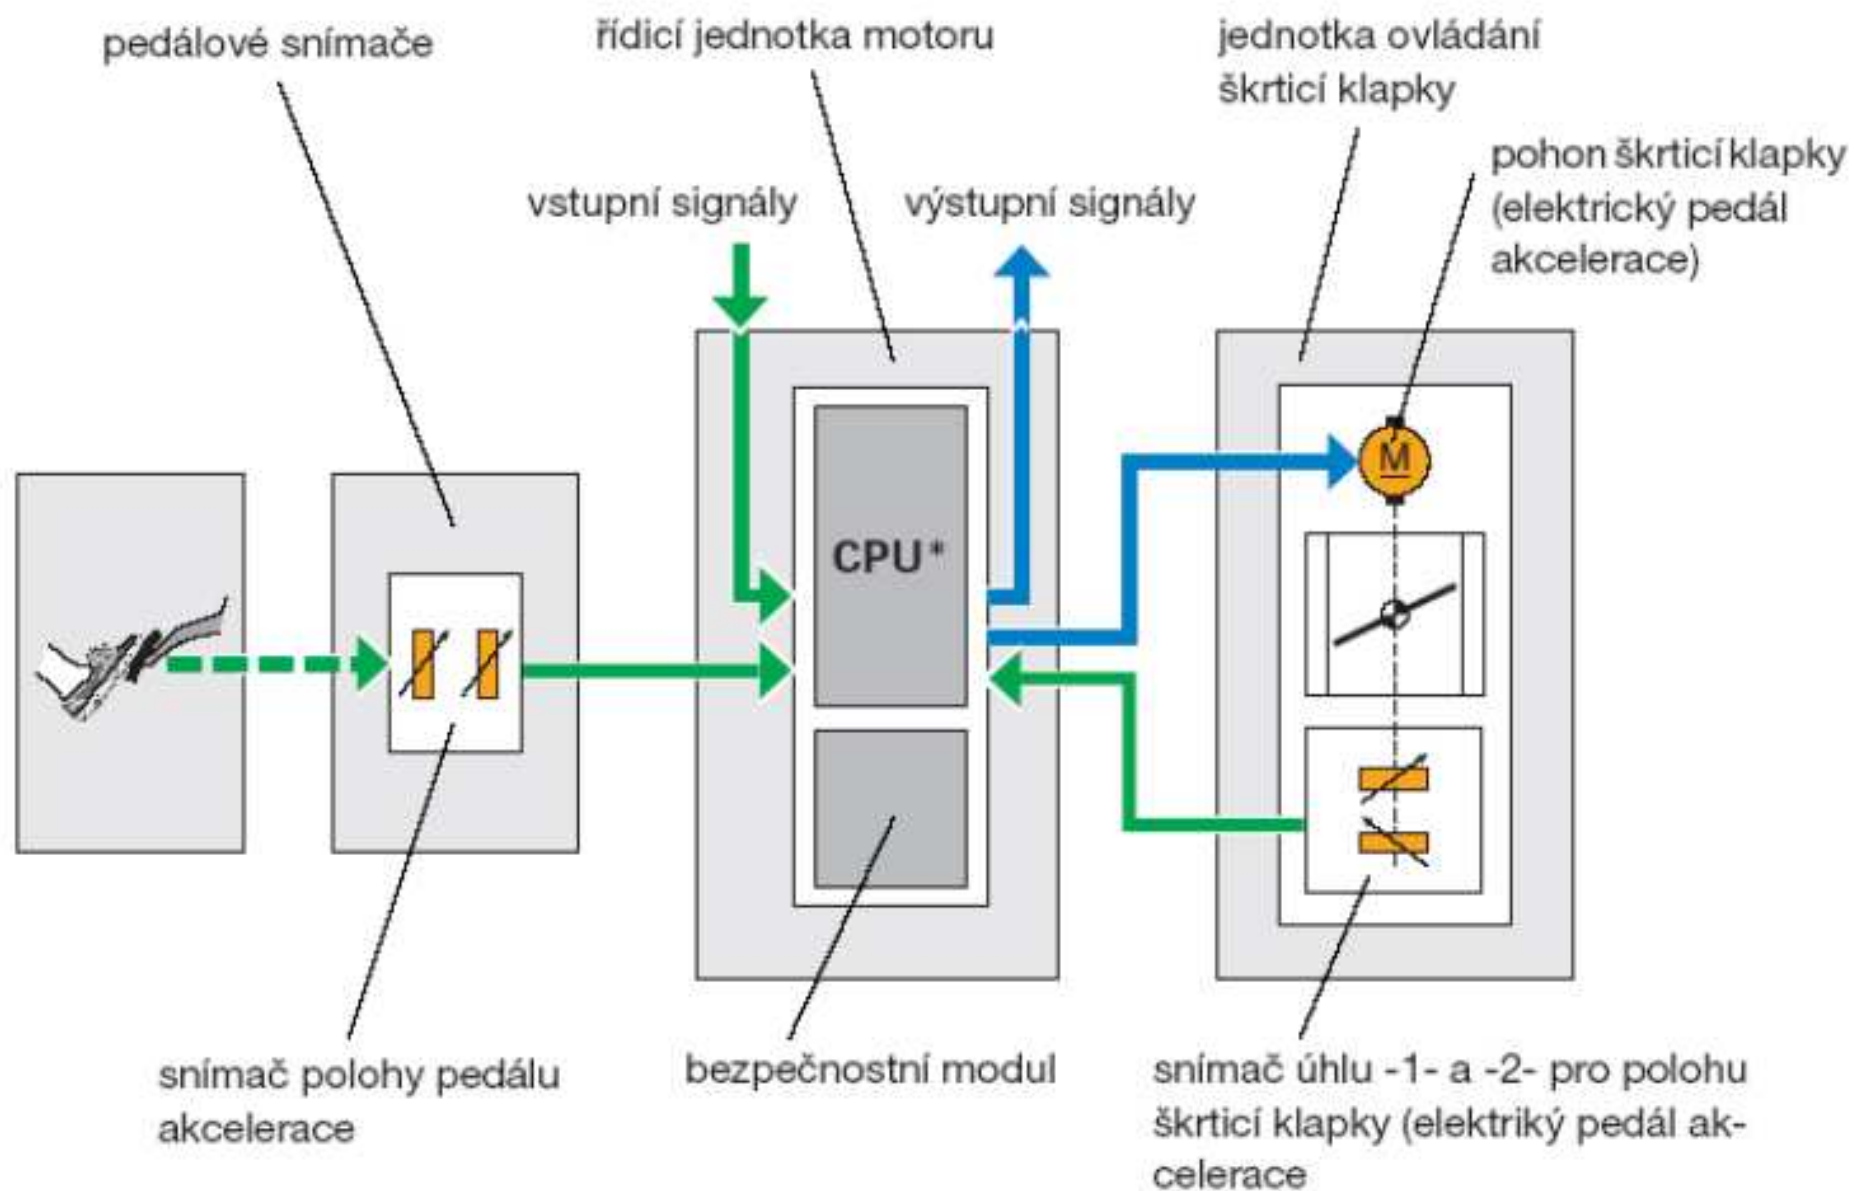 pedálové snímače
řídicí jednotka motoru
jednotka ovládání
škrticí klapky
pohon škrticí klapky
(elektrický pedál
akcelerace)
vstupní signály
výstupní signály
M
CPU*
snímač polohy pedálu
akcelerace
bezpečnostní modul
snímač úhlu -1- a -2- pro polohu
škrticí klapky (elektriký pedál ak-
celerace